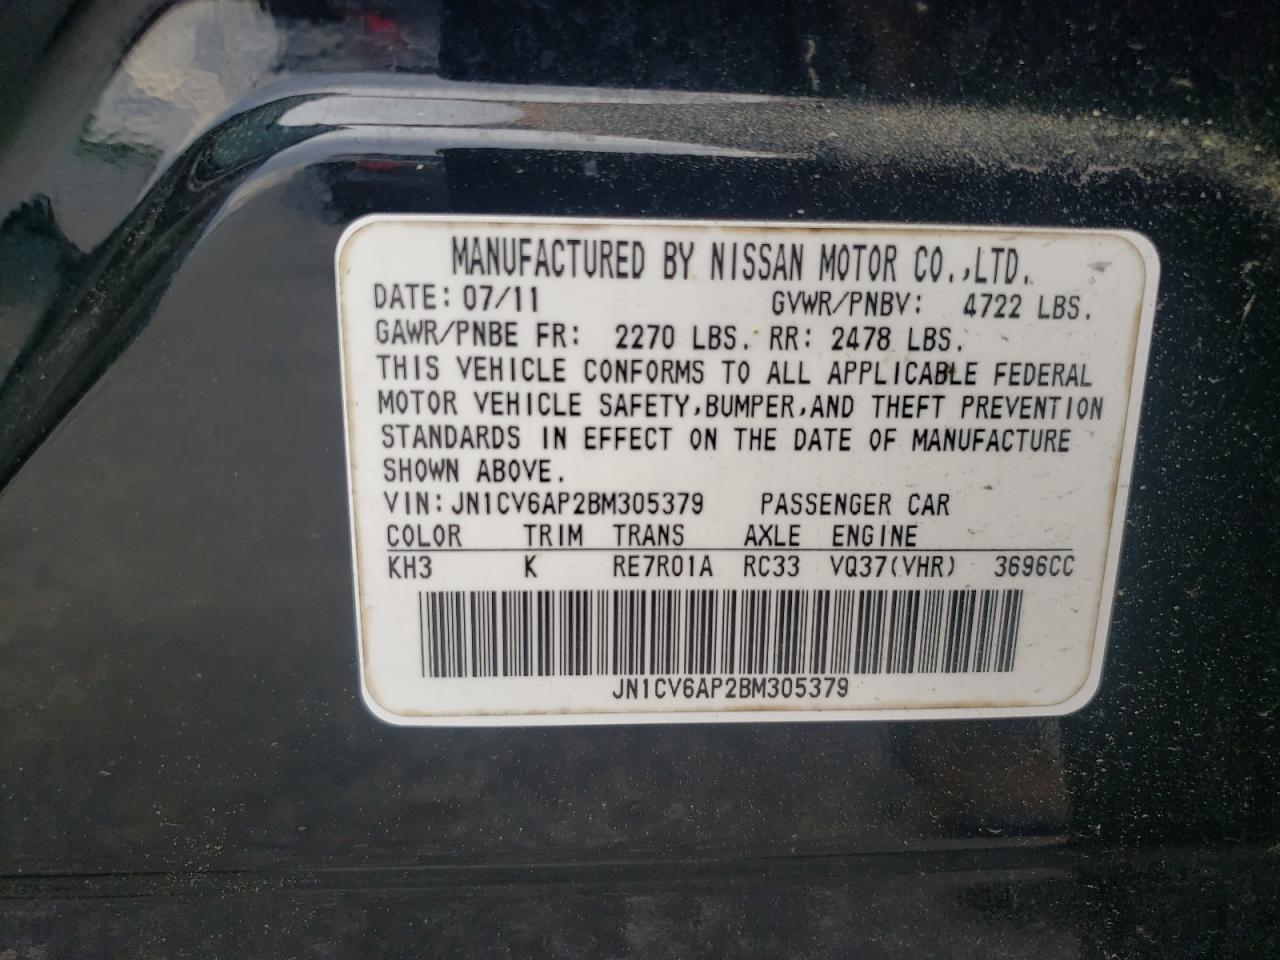 MANUFACTURED BY NISSAN MOTOR CO.,LTD.
DATE: 07/11 GVWR/PNBV: 4722 LBS.
GAWR/PNBE FR: 2270 LBS. RR: 2478 LBS.
THIS VEHICLE CONFORMS TO ALL APPLICABLE FEDERAL
MOTOR VEHICLE SAFETY,BUMPER,AND THEFT PREVENTION
STANDARDS IN EFFECT ON THE DATE OF MANUFACTURE
SHOWN ABOVE.
VIN:JN1CV6AP2BM305379 PASSENGER CAR
COLOR TRIM TRANS AXLE ENGINE
KH3 K RE7R01A RC33 VQ37(VHR) 3696CC
JN1CV6AP2BM305379